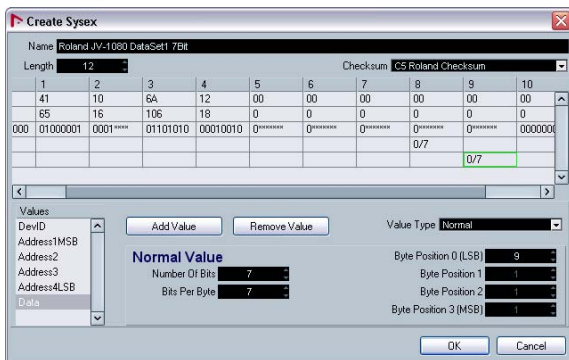 Create Sysex
Name Roland JV-1080 DataSet1 7Bit
Length 12 Checksum C5 Roland Checksum
1 2 3 4 5 6 7 8 9 10
41 10 6A 12 00 00 00 00 00 00
65 16 106 18 0 0 0 0 0 0
000 01000001 0001**** 01101010 00010010 0******* 0******* 0******* 0******* 0******* 0000000
0/7
0/7
Values
DevID
Address1MSB
Address2
Address3
Address4LSB
Data
Add Value Remove Value Value Type Normal
Normal Value
Number Of Bits 7
Bits Per Byte 7
Byte Position 0 (LSB) 9
Byte Position 1 1
Byte Position 2 1
Byte Position 3 (MSB) 1
OK Cancel